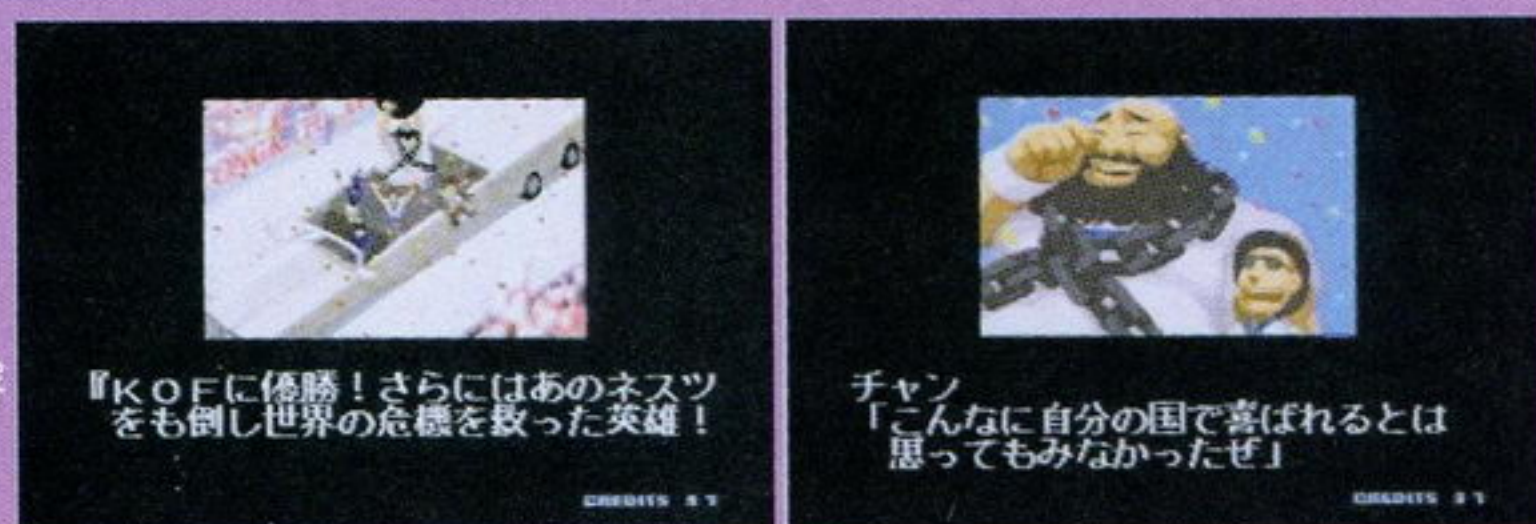 『KOFに優勝！さらにはあのネスツ
をも倒し世界の危機を救った英雄！
CREDITS
チャン
「こんなに自分の国で喜ばれるとは
思ってもみなかったぜ」
CREDITS